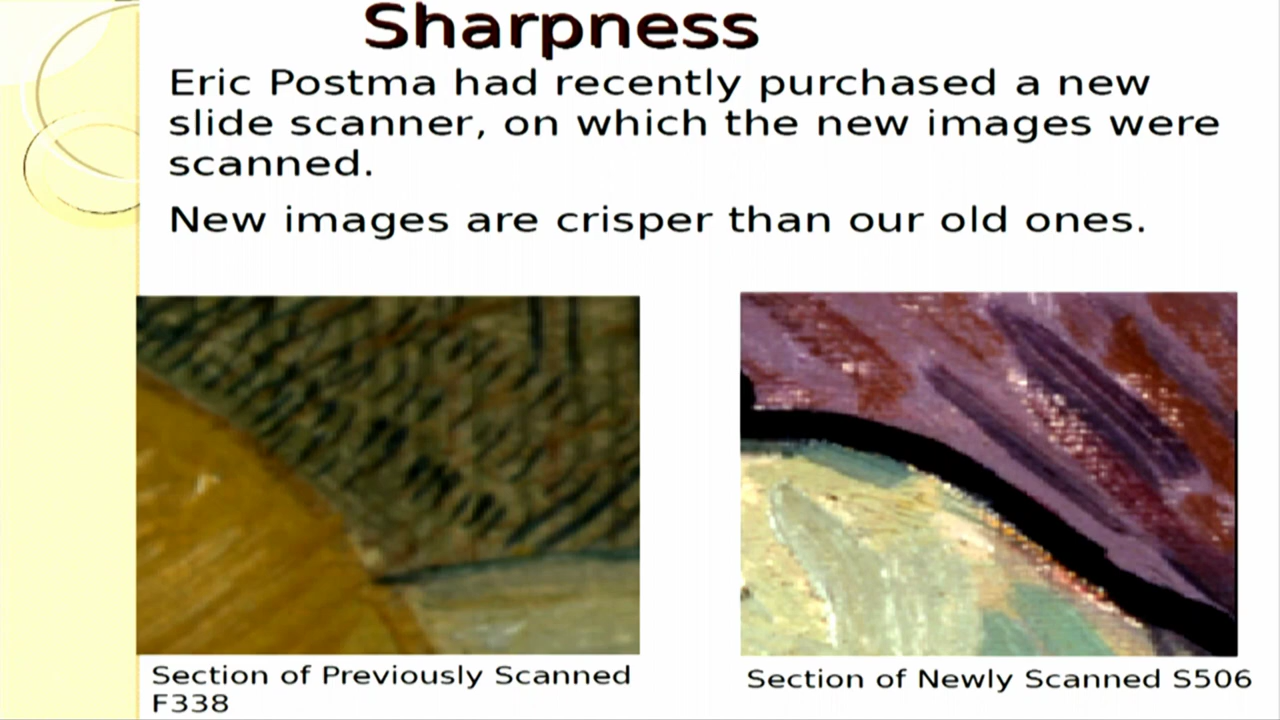 Sharpness
Eric Postma had recently purchased a new
slide scanner, on which the new images were
scanned.
New images are crisper than our old ones.
Section of Previously Scanned
F338
Section of Newly Scanned S506